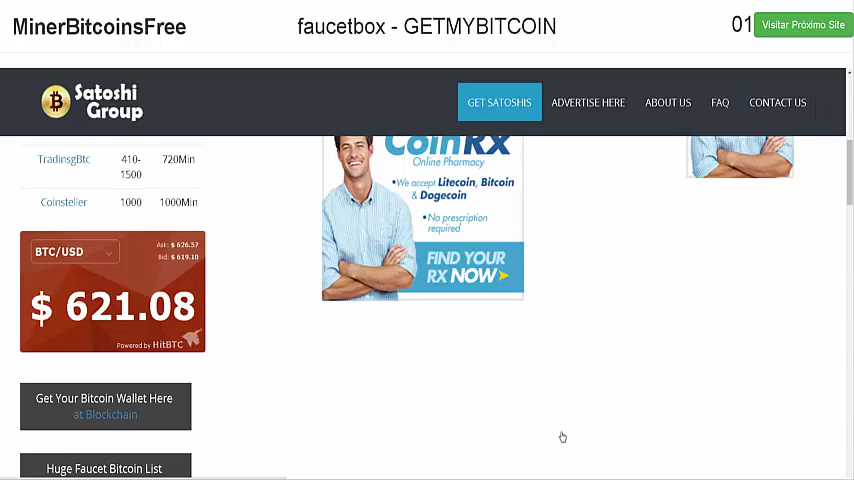 MinerBitcoinsFree
faucetbox - GETMYBITCOIN
01
Visitar Próximo Site
Satoshi
Group
GET SATOSHIS
ADVERTISE HERE
ABOUT US
FAQ
CONTACT US
TradinsgBtc 410-1500 720Min
Coinsteller 1000 1000Min
BTC/USD
Ask: $ 626.57
Bid: $ 619.10
$ 621.08
Powered by HitBTC
Get Your Bitcoin Wallet Here
at Blockchain
Huge Faucet Bitcoin List
CoinRx
Online Pharmacy
•We accept Litecoin, Bitcoin
& Dogecoin
•No prescription
required
FIND YOUR
RX NOW